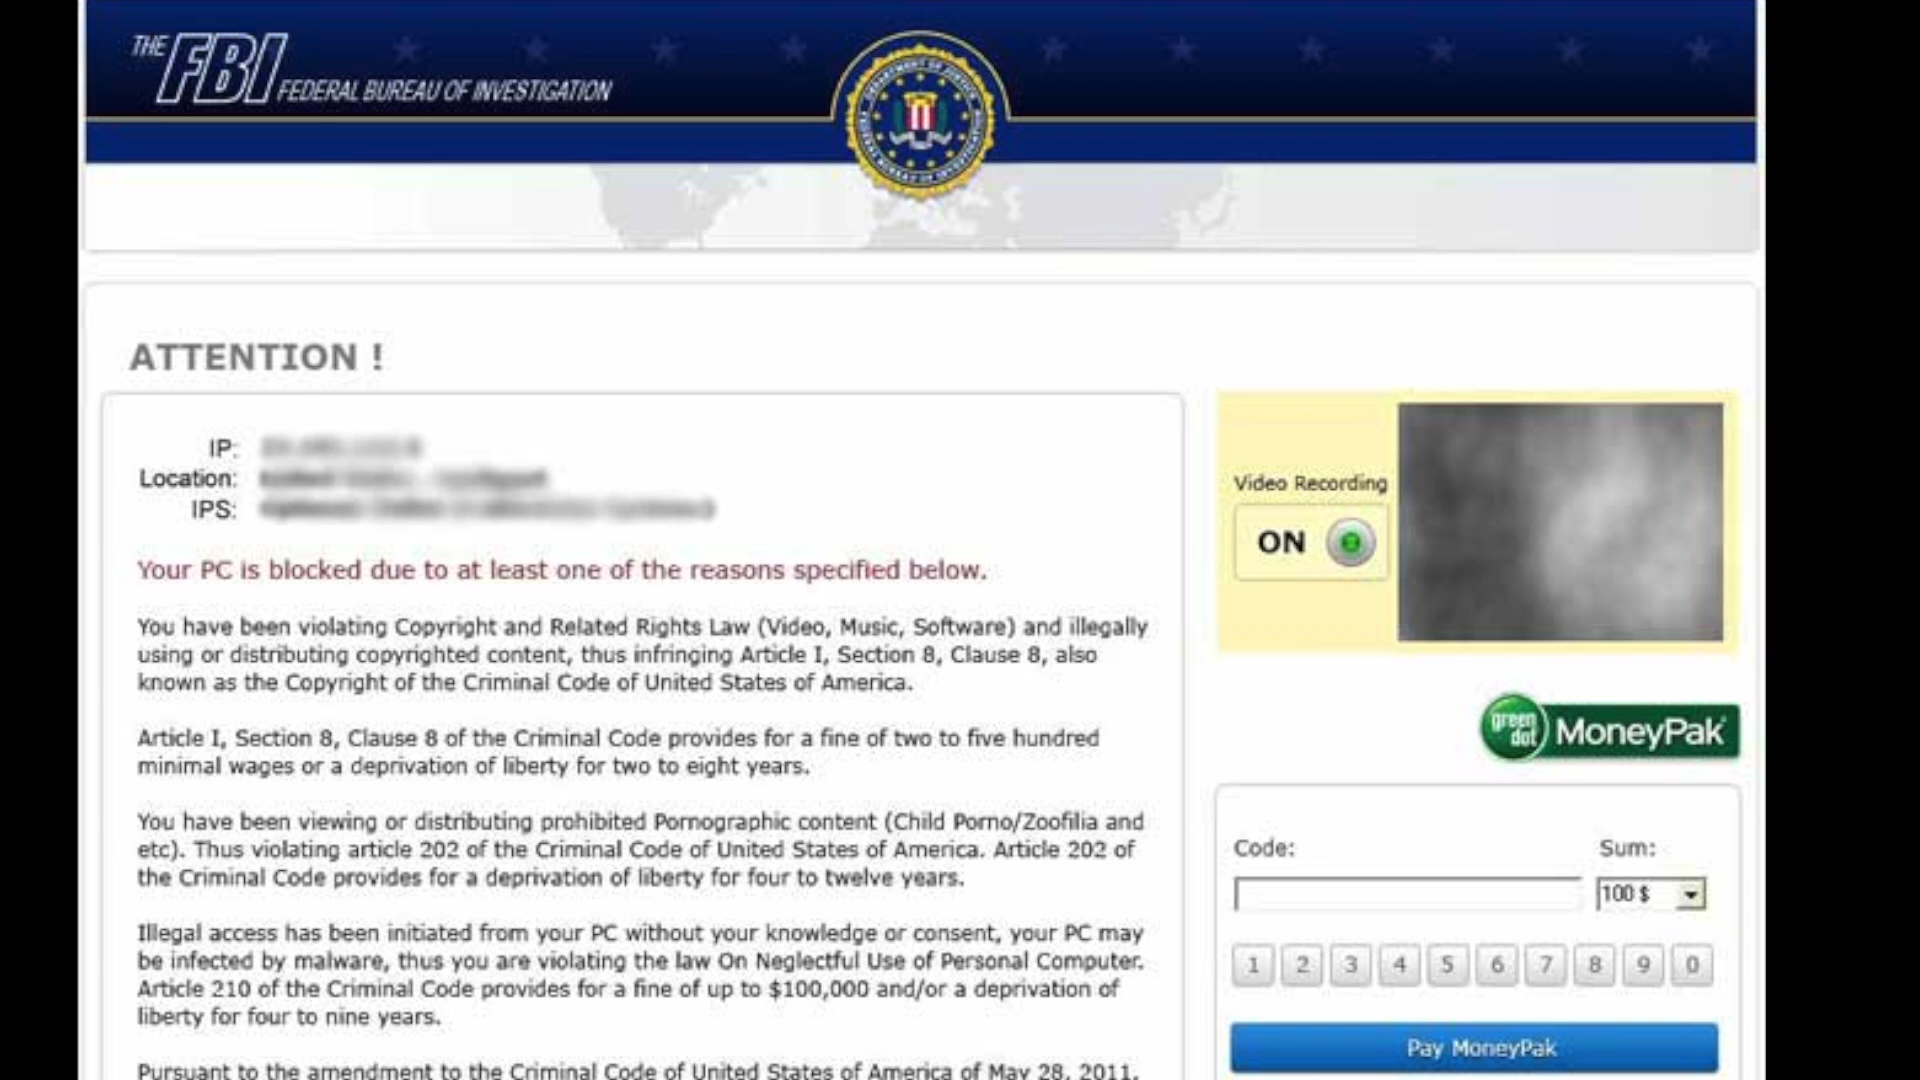 THE FBI FEDERAL BUREAU OF INVESTIGATION
DEPARTMENT OF JUSTICE
FEDERAL BUREAU OF INVESTIGATION
ATTENTION !
IP:
Location:
IPS:
Your PC is blocked due to at least one of the reasons specified below.
You have been violating Copyright and Related Rights Law (Video, Music, Software) and illegally
using or distributing copyrighted content, thus infringing Article I, Section 8, Clause 8, also
known as the Copyright of the Criminal Code of United States of America.
Article I, Section 8, Clause 8 of the Criminal Code provides for a fine of two to five hundred
minimal wages or a deprivation of liberty for two to eight years.
You have been viewing or distributing prohibited Pornographic content (Child Porno/Zoofilia and
etc). Thus violating article 202 of the Criminal Code of United States of America. Article 202 of
the Criminal Code provides for a deprivation of liberty for four to twelve years.
Illegal access has been initiated from your PC without your knowledge or consent, your PC may
be infected by malware, thus you are violating the law On Neglectful Use of Personal Computer.
Article 210 of the Criminal Code provides for a fine of up to $100,000 and/or a deprivation of
liberty for four to nine years.
Pursuant to the amendment to the Criminal Code of United States of America of May 28, 2011,
Video Recording
ON
green dot MoneyPak
Code: Sum:
100 $
1 2 3 4 5 6 7 8 9 0
Pay MoneyPak